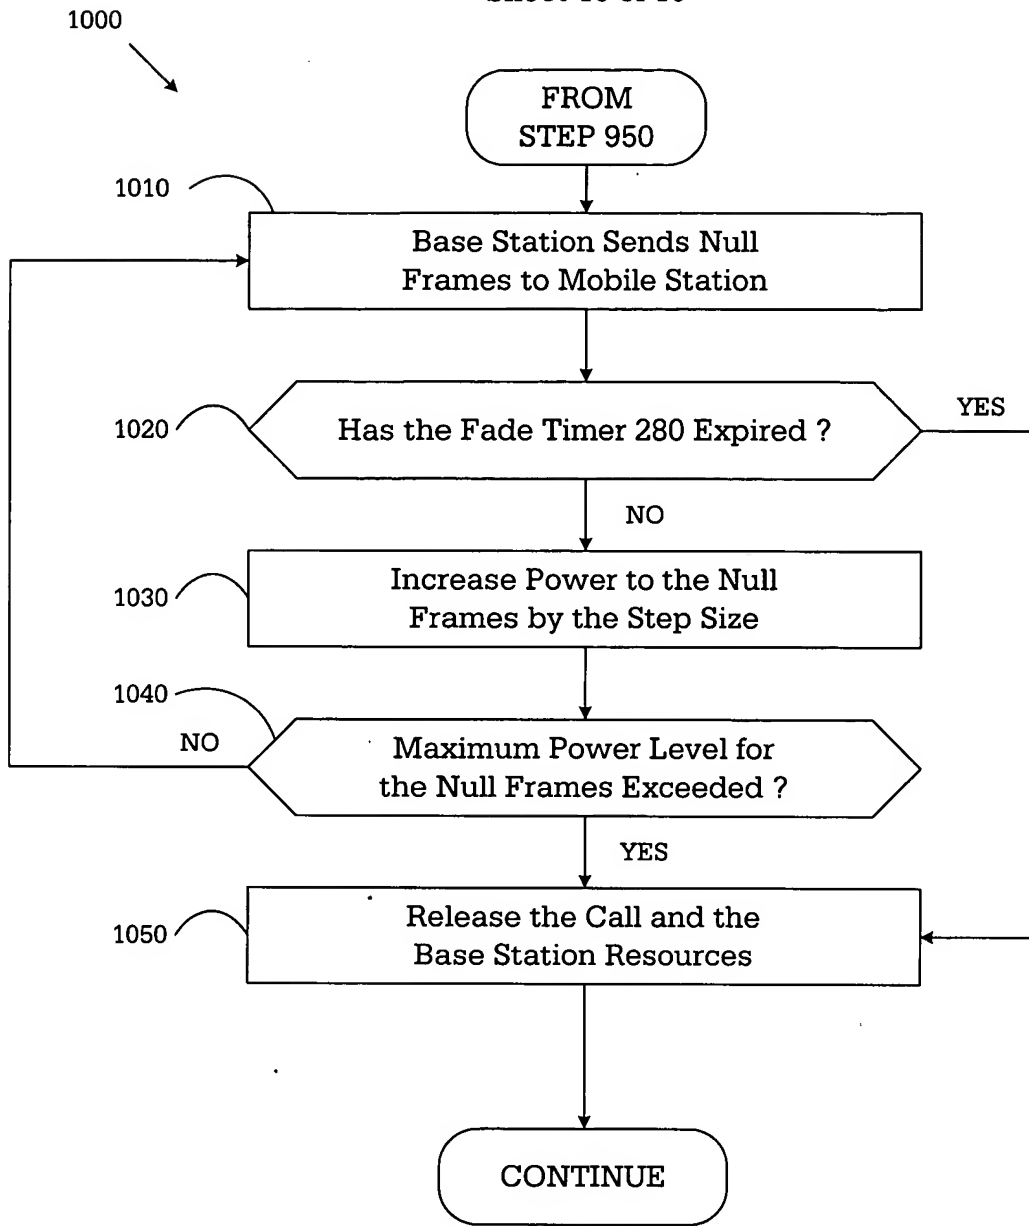 1000
FROM
STEP 950
1010
Base Station Sends Null
Frames to Mobile Station
1020
Has the Fade Timer 280 Expired ?
YES
NO
1030
Increase Power to the Null
Frames by the Step Size
1040
NO
Maximum Power Level for
the Null Frames Exceeded ?
YES
1050
Release the Call and the
Base Station Resources
CONTINUE